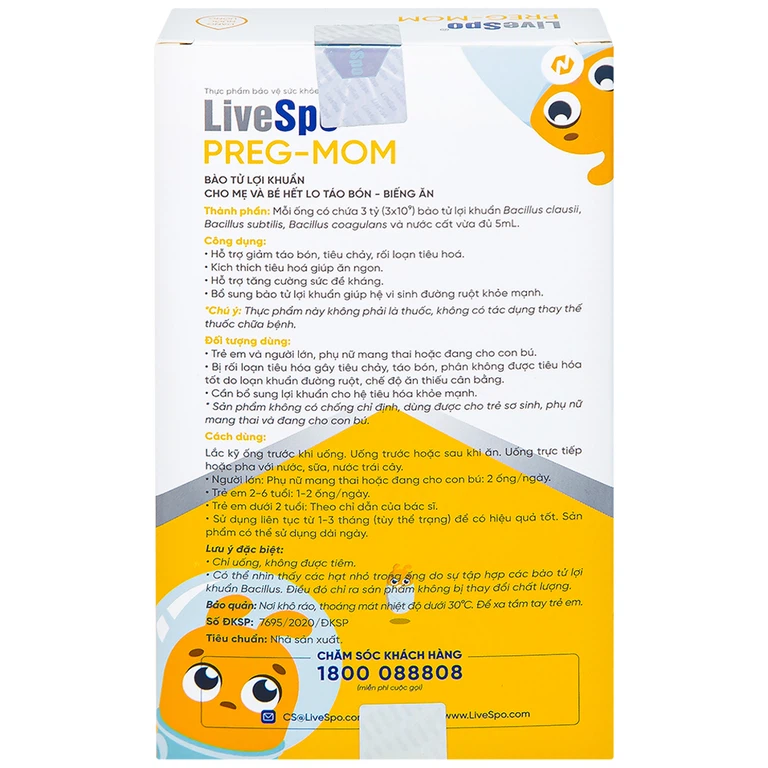 LiveSpo
PREG-MOM
Thực phẩm bảo vệ sức khỏe
LiveSpo
PREG-MOM
BÀO TỬ LỢI KHUẨN
CHO MẸ VÀ BÉ HẾT LO TÁO BÓN - BIẾNG ĂN
Thành phần: Mỗi ống có chứa 3 tỷ (3x10⁹) bào tử lợi khuẩn Bacillus clausii,
Bacillus subtilis, Bacillus coagulans và nước cất vừa đủ 5mL.
Công dụng:
• Hỗ trợ giảm táo bón, tiêu chảy, rối loạn tiêu hoá.
• Kích thích tiêu hoá giúp ăn ngon.
• Hỗ trợ tăng cường sức đề kháng.
• Bổ sung bào tử lợi khuẩn giúp hệ vi sinh đường ruột khỏe mạnh.
*Chú ý: Thực phẩm này không phải là thuốc, không có tác dụng thay thế
thuốc chữa bệnh.
Đối tượng dùng:
• Trẻ em và người lớn, phụ nữ mang thai hoặc đang cho con bú.
• Bị rối loạn tiêu hóa gây tiêu chảy, táo bón, phân không được tiêu hóa
tốt do loạn khuẩn đường ruột, chế độ ăn thiếu cân bằng.
• Cần bổ sung lợi khuẩn cho hệ tiêu hóa khỏe mạnh.
* Sản phẩm không có chống chỉ định, dùng được cho trẻ sơ sinh, phụ nữ
mang thai và đang cho con bú.
Cách dùng:
Lắc kỹ ống trước khi uống. Uống trước hoặc sau khi ăn. Uống trực tiếp
hoặc pha với nước, sữa, nước trái cây.
• Người lớn: Phụ nữ mang thai hoặc đang cho con bú: 2 ống/ngày.
• Trẻ em 2-6 tuổi: 1-2 ống/ngày.
• Trẻ em dưới 2 tuổi: Theo chỉ dẫn của bác sĩ.
• Sử dụng liên tục từ 1-3 tháng (tùy thể trạng) để có hiệu quả tốt. Sản
phẩm có thể sử dụng dài ngày.
Lưu ý đặc biệt:
• Chỉ uống, không được tiêm.
• Có thể nhìn thấy các hạt nhỏ trong ống do sự tập hợp các bào tử lợi
khuẩn Bacillus. Điều đó chỉ ra sản phẩm không bị thay đổi chất lượng.
Bảo quản: Nơi khô ráo, thoáng mát nhiệt độ dưới 30°C. Để xa tầm tay trẻ em.
Số ĐKSP: 7695/2020/ĐKSP
Tiêu chuẩn: Nhà sản xuất.
CHĂM SÓC KHÁCH HÀNG
1800 088808
(miễn phí cuộc gọi)
CS@LiveSpo.com
www.LiveSpo.com